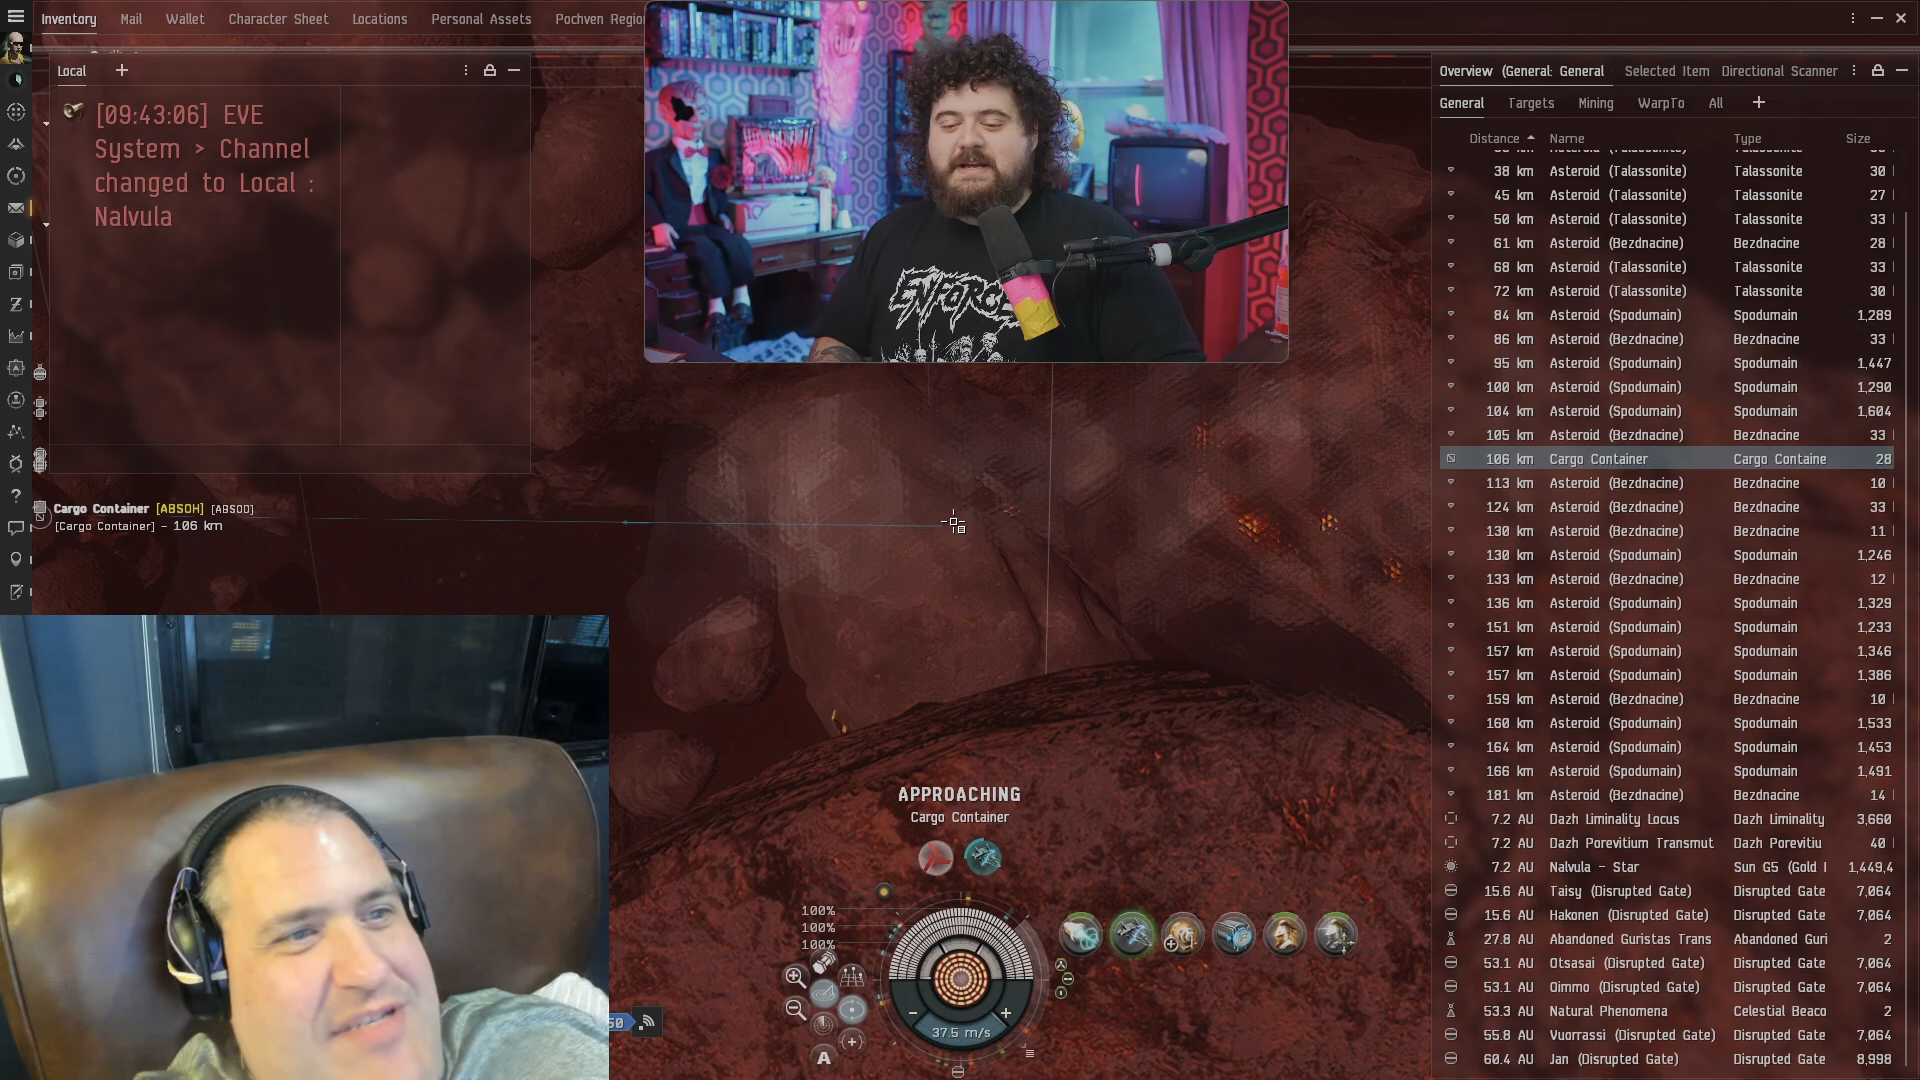 Inventory Mail Wallet Character Sheet Locations Personal Assets Pochven Regio
Local
[09:43:06] EVE
System > Channel
changed to Local :
Nalvula
Cargo Container [ABSOH] [ABSOD]
[Cargo Container] - 106 km
ENFORCE
Overview (General: General Selected Item Directional Scanner
General Targets Mining WarpTo All
Distance Name Type Size
38 km Asteroid (Talassonite) Talassonite 30
45 km Asteroid (Talassonite) Talassonite 27
50 km Asteroid (Talassonite) Talassonite 33
61 km Asteroid (Bezdnacine) Bezdnacine 28
68 km Asteroid (Talassonite) Talassonite 33
72 km Asteroid (Talassonite) Talassonite 30
84 km Asteroid (Spodumain) Spodumain 1,289
86 km Asteroid (Bezdnacine) Bezdnacine 33
95 km Asteroid (Spodumain) Spodumain 1,447
100 km Asteroid (Spodumain) Spodumain 1,290
104 km Asteroid (Spodumain) Spodumain 1,604
105 km Asteroid (Bezdnacine) Bezdnacine 33
106 km Cargo Container Cargo Containe 28
113 km Asteroid (Bezdnacine) Bezdnacine 10
124 km Asteroid (Bezdnacine) Bezdnacine 33
130 km Asteroid (Bezdnacine) Bezdnacine 11
130 km Asteroid (Spodumain) Spodumain 1,246
133 km Asteroid (Bezdnacine) Bezdnacine 12
136 km Asteroid (Spodumain) Spodumain 1,329
151 km Asteroid (Spodumain) Spodumain 1,233
157 km Asteroid (Spodumain) Spodumain 1,346
157 km Asteroid (Spodumain) Spodumain 1,386
159 km Asteroid (Bezdnacine) Bezdnacine 10
160 km Asteroid (Spodumain) Spodumain 1,533
164 km Asteroid (Spodumain) Spodumain 1,453
166 km Asteroid (Spodumain) Spodumain 1,491
181 km Asteroid (Bezdnacine) Bezdnacine 14
7.2 AU Dazh Liminality Locus Dazh Liminality 3,660
7.2 AU Dazh Porevitium Transmut Dazh Porevitiu 40
7.2 AU Nalvula - Star Sun G5 (Gold 1,449,4
15.6 AU Taisy (Disrupted Gate) Disrupted Gate 7,064
15.6 AU Hakonen (Disrupted Gate) Disrupted Gate 7,064
27.8 AU Abandoned Guristas Trans Abandoned Guri 2
53.1 AU Otsasai (Disrupted Gate) Disrupted Gate 7,064
53.1 AU Oimmo (Disrupted Gate) Disrupted Gate 7,064
53.3 AU Natural Phenomena Celestial Beaco 2
55.8 AU Vuorrassi (Disrupted Gate) Disrupted Gate 7,064
60.4 AU Jan (Disrupted Gate) Disrupted Gate 8,998
APPROACHING
Cargo Container
100%
100%
100%
37.5 m/s
A